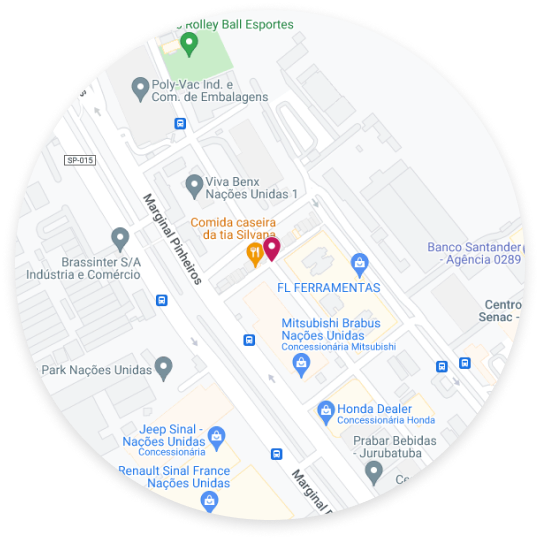 s Rolley Ball Esportes
Poly-Vac Ind. e
Com. de Embalagens
SP-015
Viva Benx
Nações Unidas 1
Marginal Pinheiros
Comida caseira
da tia Silvana
Brassinter S/A
Indústria e Comércio
Banco Santander
- Agência 0289
FL FERRAMENTAS
Centro
Senac -
Mitsubishi Brabus
Nações Unidas
Concessionária Mitsubishi
Park Nações Unidas
Honda Dealer
Concessionária Honda
Jeep Sinal -
Nações Unidas
Concessionária
Prabar Bebidas
- Jurubatuba
Renault Sinal France
Nações Unidas
Marginal
Ce